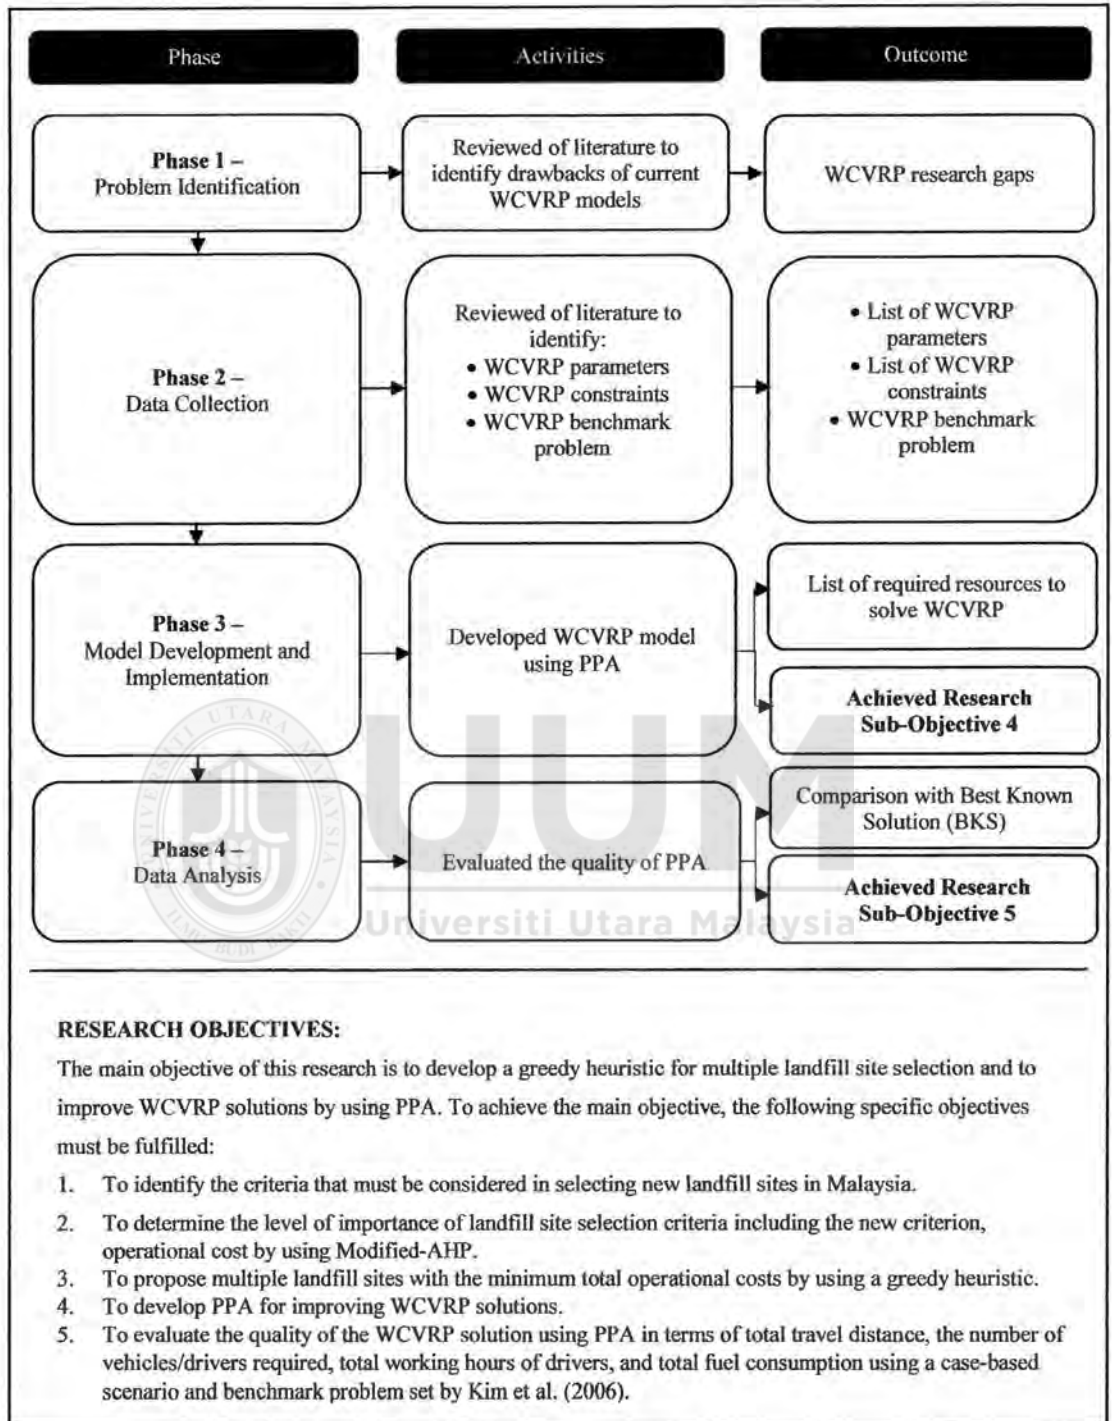 Phase
Activities
Outcome
Phase 1 –
Problem Identification
Reviewed of literature to
identify drawbacks of current
WCVRP models
WCVRP research gaps
Phase 2 –
Data Collection
Reviewed of literature to
identify:
• WCVRP parameters
• WCVRP constraints
• WCVRP benchmark
problem
• List of WCVRP
parameters
• List of WCVRP
constraints
• WCVRP benchmark
problem
Phase 3 –
Model Development and
Implementation
Developed WCVRP model
using PPA
List of required resources to
solve WCVRP
Achieved Research
Sub-Objective 4
Phase 4 –
Data Analysis
Evaluated the quality of PPA
Comparison with Best Known
Solution (BKS)
Achieved Research
Sub-Objective 5
UNIVERSITI UTARA MALAYSIA
ILMU BUDI BAKTI
UUM
Universiti Utara Malaysia
RESEARCH OBJECTIVES:
The main objective of this research is to develop a greedy heuristic for multiple landfill site selection and to
improve WCVRP solutions by using PPA. To achieve the main objective, the following specific objectives
must be fulfilled:
1. To identify the criteria that must be considered in selecting new landfill sites in Malaysia.
2. To determine the level of importance of landfill site selection criteria including the new criterion,
operational cost by using Modified-AHP.
3. To propose multiple landfill sites with the minimum total operational costs by using a greedy heuristic.
4. To develop PPA for improving WCVRP solutions.
5. To evaluate the quality of the WCVRP solution using PPA in terms of total travel distance, the number of
vehicles/drivers required, total working hours of drivers, and total fuel consumption using a case-based
scenario and benchmark problem set by Kim et al. (2006).